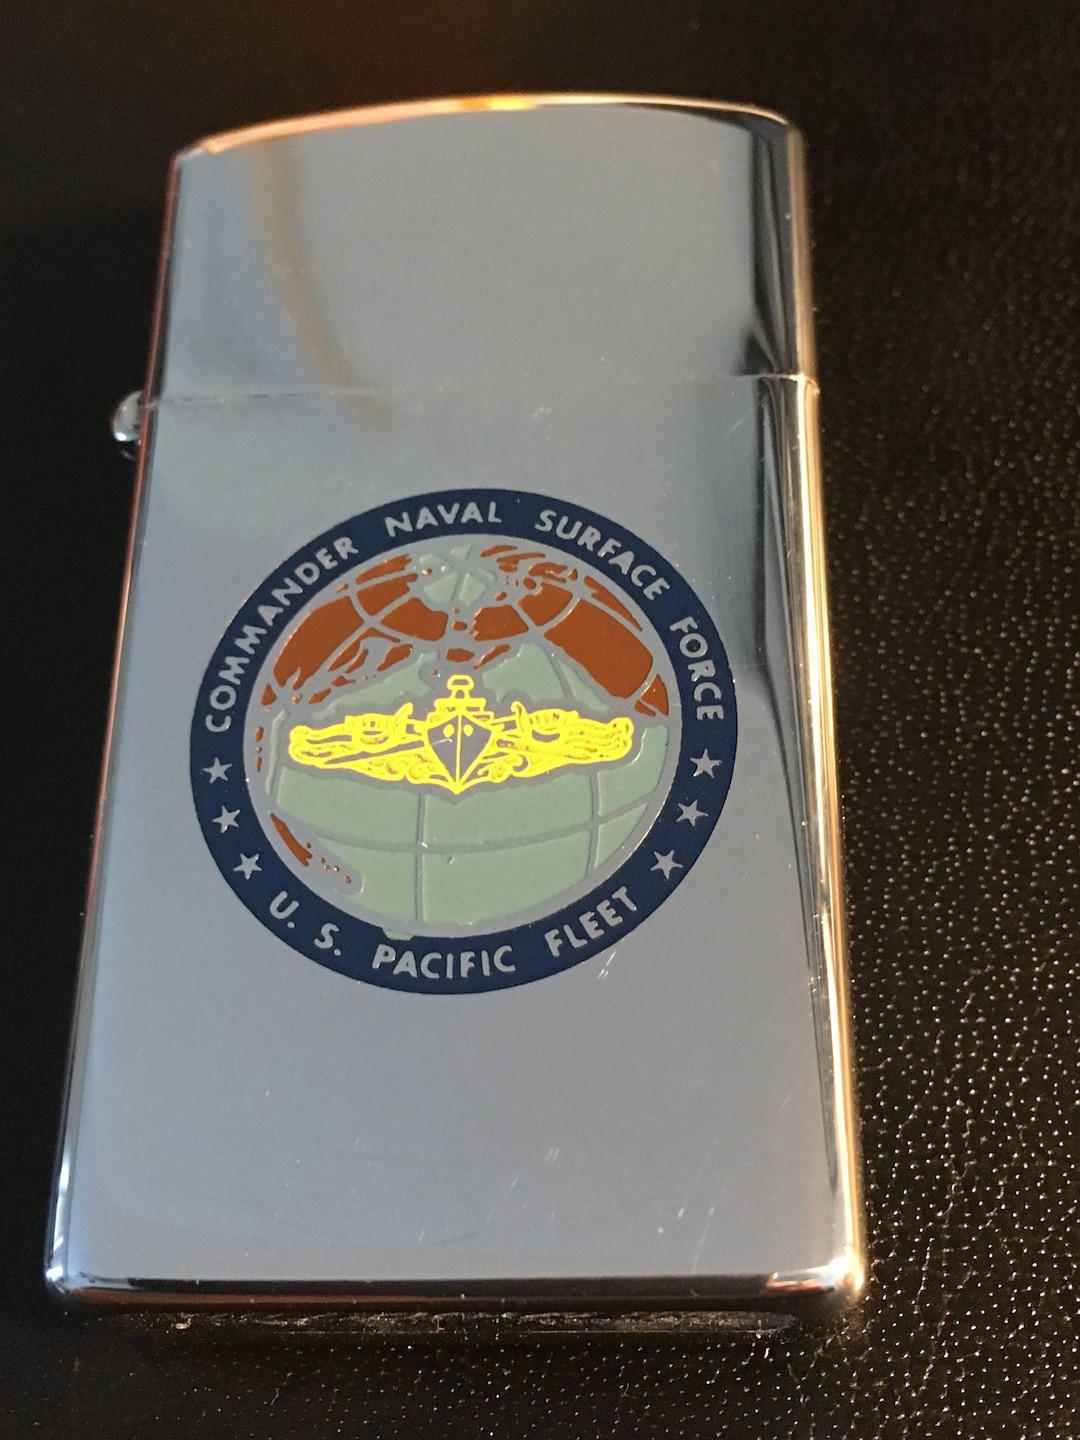 COMMANDER NAVAL SURFACE FORCE
U. S. PACIFIC FLEET